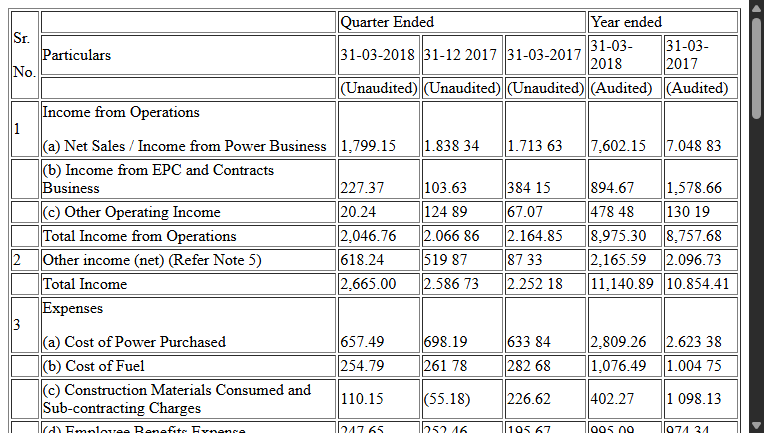 Quarter Ended Year ended
Sr.
No. Particulars 31-03-2018 31-12 2017 31-03-2017 31-03-2018 31-03-2017
(Unaudited) (Unaudited) (Unaudited) (Audited) (Audited)
1 Income from Operations
(a) Net Sales / Income from Power Business 1,799.15 1.838 34 1.713 63 7,602.15 7.048 83
(b) Income from EPC and Contracts
Business 227.37 103.63 384 15 894.67 1,578.66
(c) Other Operating Income 20.24 124 89 67.07 478 48 130 19
Total Income from Operations 2,046.76 2.066 86 2.164.85 8,975.30 8,757.68
2 Other income (net) (Refer Note 5) 618.24 519 87 87 33 2,165.59 2.096.73
Total Income 2,665.00 2.586 73 2.252 18 11,140.89 10.854.41
3 Expenses
(a) Cost of Power Purchased 657.49 698.19 633 84 2,809.26 2.623 38
(b) Cost of Fuel 254.79 261 78 282 68 1,076.49 1.004 75
(c) Construction Materials Consumed and
Sub-contracting Charges 110.15 (55.18) 226.62 402.27 1 098.13
(d) Employee Benefits Expense 247.65 252.46 195.67 995.09 974.34